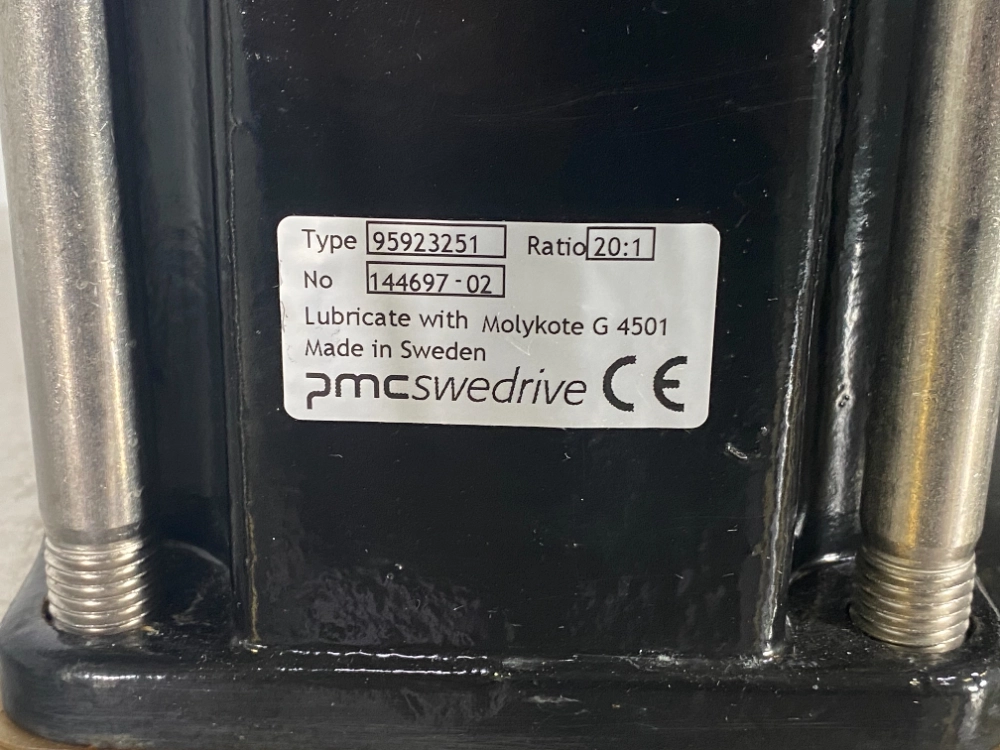 Type 95923251 Ratio 20:1
No 144697-02
Lubricate with Molykote G 4501
Made in Sweden
pmcswedrive CE